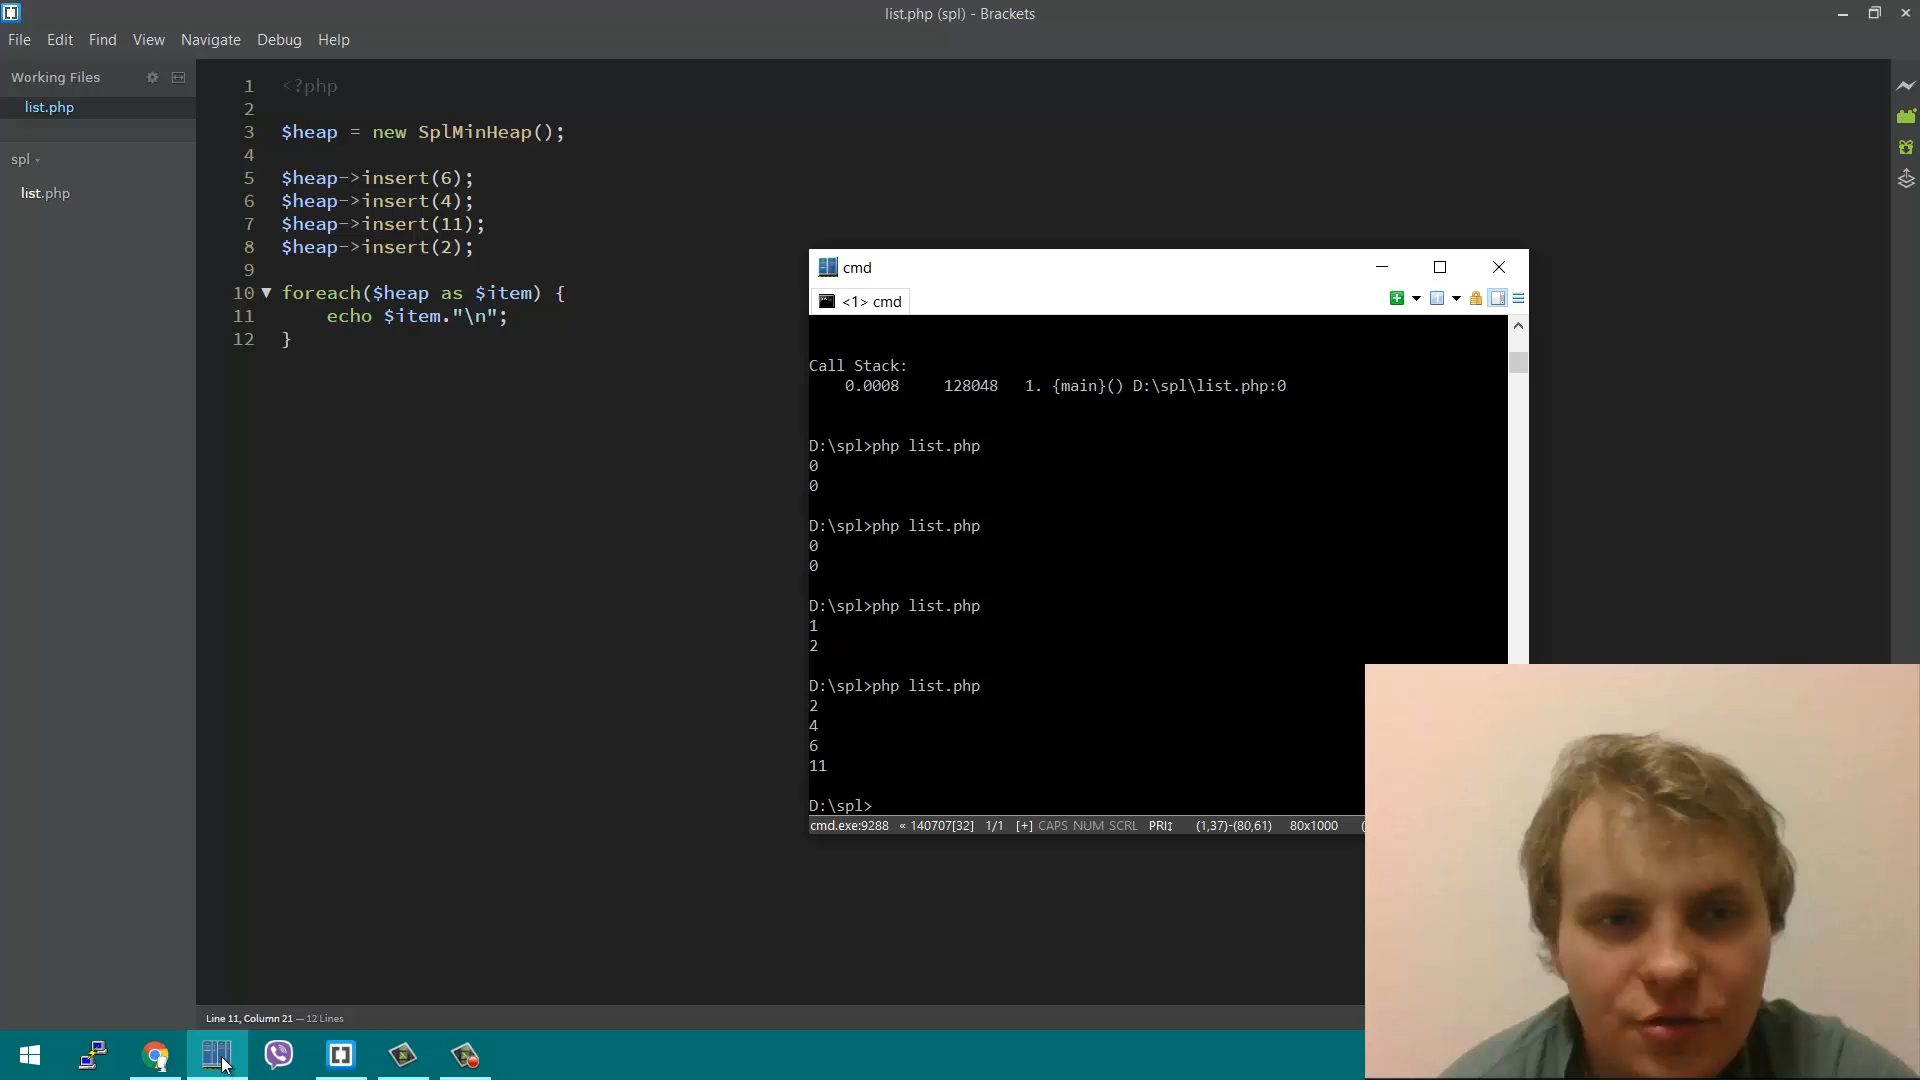 list.php (spl) - Brackets
File Edit Find View Navigate Debug Help
Working Files
list.php
spl
list.php
1 <?php
2
3 $heap = new SplMinHeap();
4
5 $heap->insert(6);
6 $heap->insert(4);
7 $heap->insert(11);
8 $heap->insert(2);
9
10 foreach($heap as $item) {
11 echo $item."\n";
12 }
cmd
<1> cmd
Call Stack:
0.0008 128048 1. {main}() D:\spl\list.php:0
D:\spl>php list.php
0
0
D:\spl>php list.php
0
0
D:\spl>php list.php
1
2
D:\spl>php list.php
2
4
6
11
D:\spl>
cmd.exe:9288 « 140707[32] 1/1 [+] CAPS NUM SCRL PRI↕ (1,37)-(80,61) 80x1000 (
Line 11, Column 21 — 12 Lines